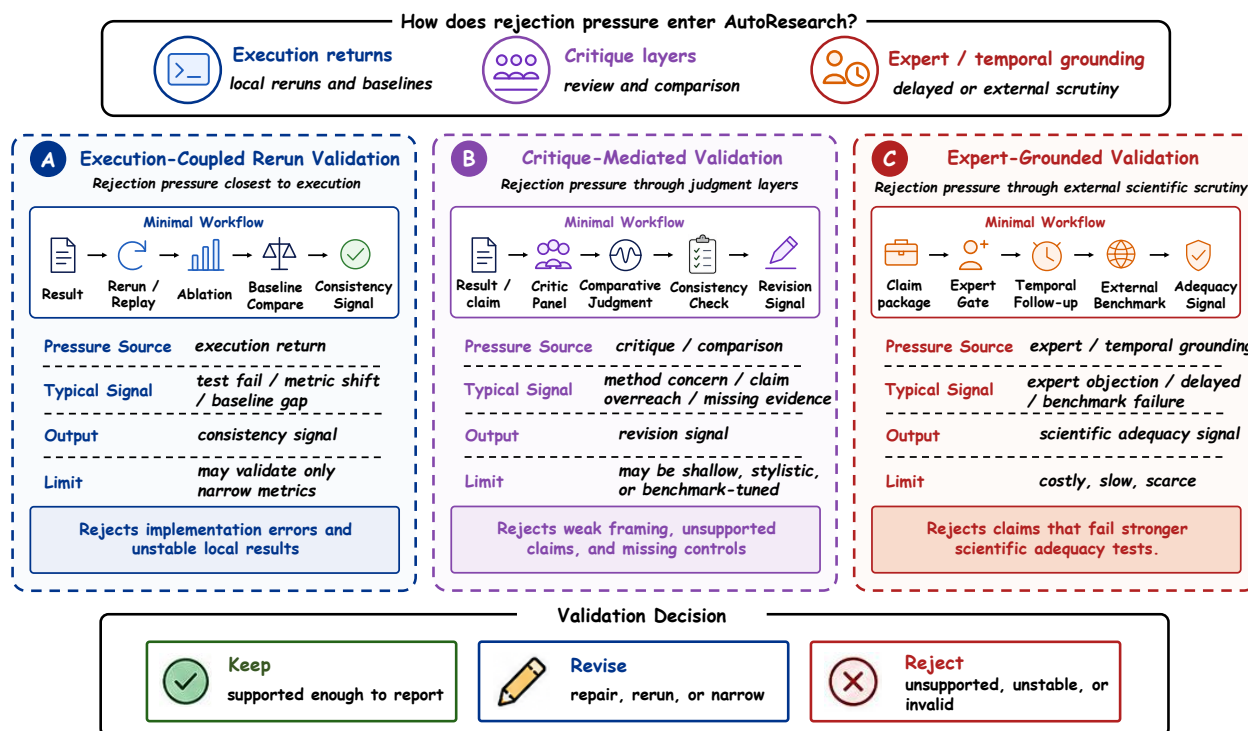 How does rejection pressure enter AutoResearch?
Execution returns
local reruns and baselines
Critique layers
review and comparison
Expert / temporal grounding
delayed or external scrutiny
A
Execution-Coupled Rerun Validation
Rejection pressure closest to execution
Minimal Workflow
Result
Rerun /
Replay
Ablation
Baseline
Compare
Consistency
Signal
Pressure Source
execution return
Typical Signal
test fail / metric shift
/ baseline gap
Output
consistency signal
Limit
may validate only
narrow metrics
Rejects implementation errors and
unstable local results
B
Critique-Mediated Validation
Rejection pressure through judgment layers
Minimal Workflow
Result /
claim
Critic
Panel
Comparative
Judgment
Consistency
Check
Revision
Signal
Pressure Source
critique / comparison
Typical Signal
method concern / claim
overreach / missing evidence
Output
revision signal
Limit
may be shallow, stylistic,
or benchmark-tuned
Rejects weak framing, unsupported
claims, and missing controls
C
Expert-Grounded Validation
Rejection pressure through external scientific scrutiny
Minimal Workflow
Claim
package
Expert
Gate
Temporal
Follow-up
External
Benchmark
Adequacy
Signal
Pressure Source
expert / temporal grounding
Typical Signal
expert objection / delayed
/ benchmark failure
Output
scientific adequacy signal
Limit
costly, slow, scarce
Rejects claims that fail stronger
scientific adequacy tests.
Validation Decision
Keep
supported enough to report
Revise
repair, rerun, or narrow
Reject
unsupported, unstable, or
invalid